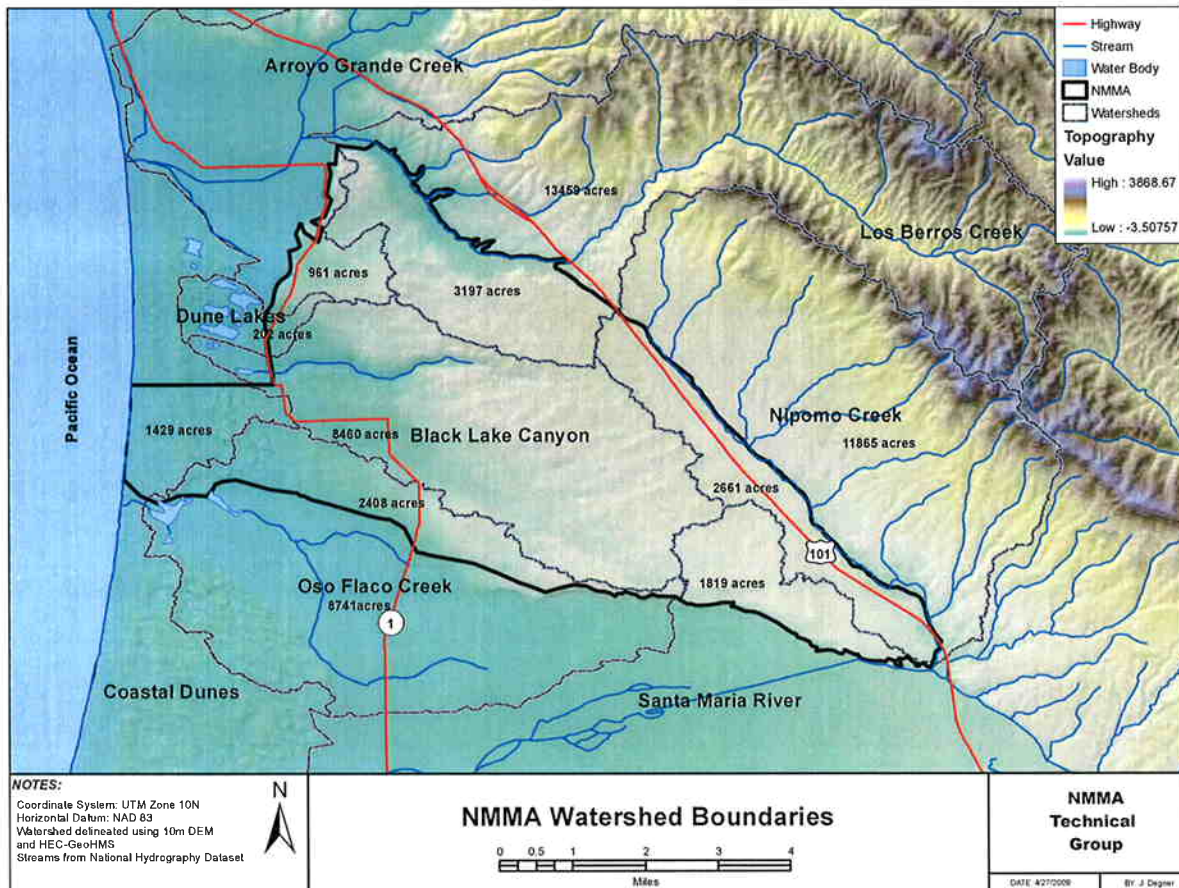 Highway
Stream
Water Body
NMMA
Watersheds
Topography
Value
High : 3868.67
Low : -3.50757
Arroyo Grande Creek
13459 acres
Los Berros Creek
961 acres
3197 acres
Dune Lakes
202 acres
Pacific Ocean
Nipomo Creek
11865 acres
1429 acres
8460 acres
Black Lake Canyon
2661 acres
2408 acres
101
1819 acres
Oso Flaco Creek
8741acres
1
Coastal Dunes
Santa Maria River
NOTES:
Coordinate System: UTM Zone 10N
Horizontal Datum: NAD 83
Watershed delineated using 10m DEM
and HEC-GeoHMS
Streams from National Hydrography Dataset
N
NMMA Watershed Boundaries
0 0.5 1 2 3 4
Miles
NMMA
Technical
Group
DATE: 4/27/2009
BY: J. Degner